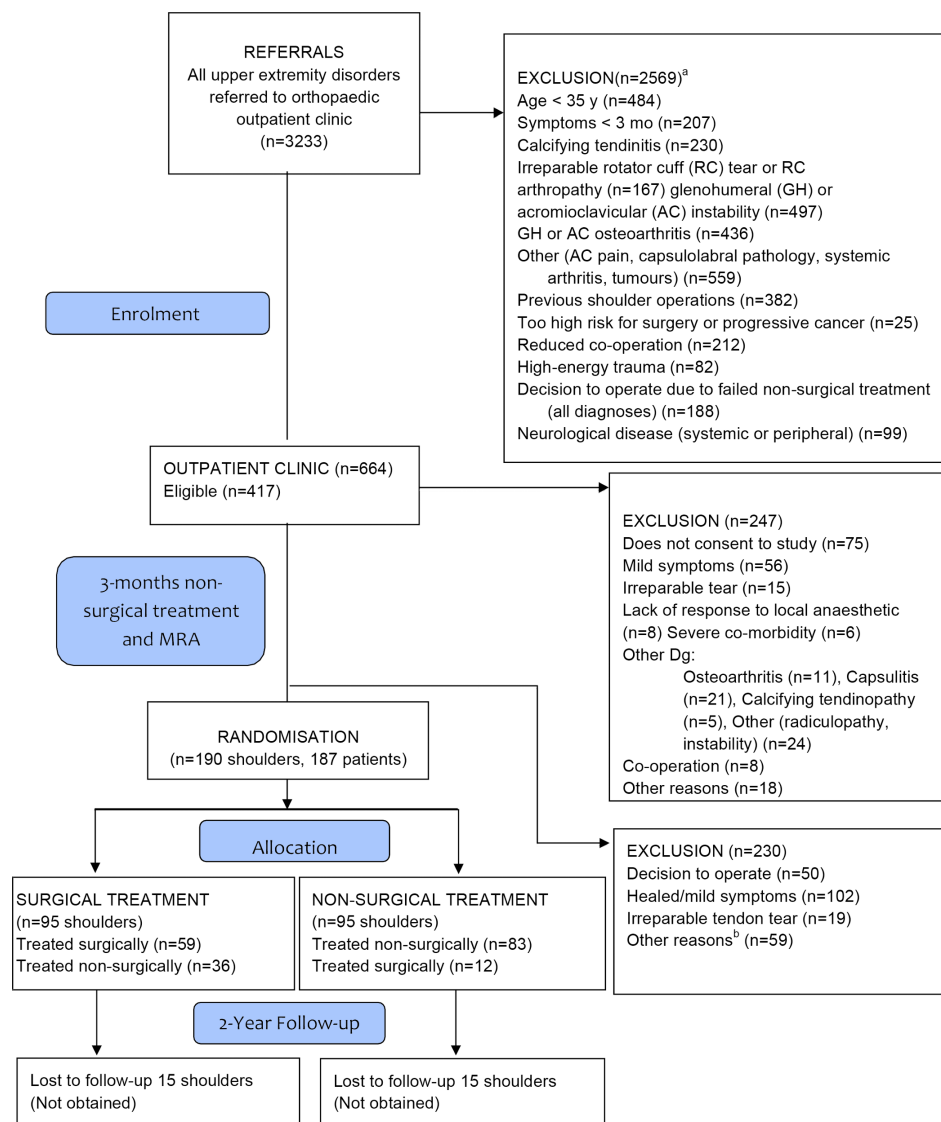 REFERRALS
All upper extremity disorders
referred to orthopaedic
outpatient clinic
(n=3233)
EXCLUSION(n=2569)a
Age < 35 y (n=484)
Symptoms < 3 mo (n=207)
Calcifying tendinitis (n=230)
Irreparable rotator cuff (RC) tear or RC
arthropathy (n=167) glenohumeral (GH) or
acromioclavicular (AC) instability (n=497)
GH or AC osteoarthritis (n=436)
Other (AC pain, capsulolabral pathology, systemic
arthritis, tumours) (n=559)
Previous shoulder operations (n=382)
Too high risk for surgery or progressive cancer (n=25)
Reduced co-operation (n=212)
High-energy trauma (n=82)
Decision to operate due to failed non-surgical treatment
(all diagnoses) (n=188)
Neurological disease (systemic or peripheral) (n=99)
Enrolment
OUTPATIENT CLINIC (n=664)
Eligible (n=417)
EXCLUSION (n=247)
Does not consent to study (n=75)
Mild symptoms (n=56)
Irreparable tear (n=15)
Lack of response to local anaesthetic
(n=8) Severe co-morbidity (n=6)
Other Dg:
Osteoarthritis (n=11), Capsulitis
(n=21), Calcifying tendinopathy
(n=5), Other (radiculopathy,
instability) (n=24)
Co-operation (n=8)
Other reasons (n=18)
3-months non-
surgical treatment
and MRA
RANDOMISATION
(n=190 shoulders, 187 patients)
EXCLUSION (n=230)
Decision to operate (n=50)
Healed/mild symptoms (n=102)
Irreparable tendon tear (n=19)
Other reasonsb (n=59)
Allocation
SURGICAL TREATMENT
(n=95 shoulders)
Treated surgically (n=59)
Treated non-surgically (n=36)
NON-SURGICAL TREATMENT
(n=95 shoulders)
Treated non-surgically (n=83)
Treated surgically (n=12)
2-Year Follow-up
Lost to follow-up 15 shoulders
(Not obtained)
Lost to follow-up 15 shoulders
(Not obtained)